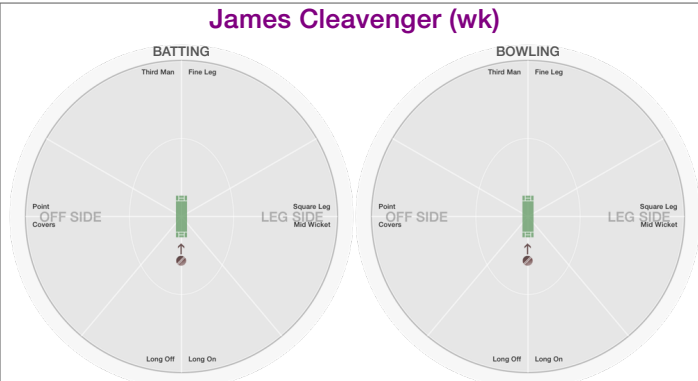 James Cleavenger (wk)
BATTING
Third Man Fine Leg
Point
OFF SIDE
Covers
Square Leg
LEG SIDE
Mid Wicket
Long Off Long On
BOWLING
Third Man Fine Leg
Point
OFF SIDE
Covers
Square Leg
LEG SIDE
Mid Wicket
Long Off Long On